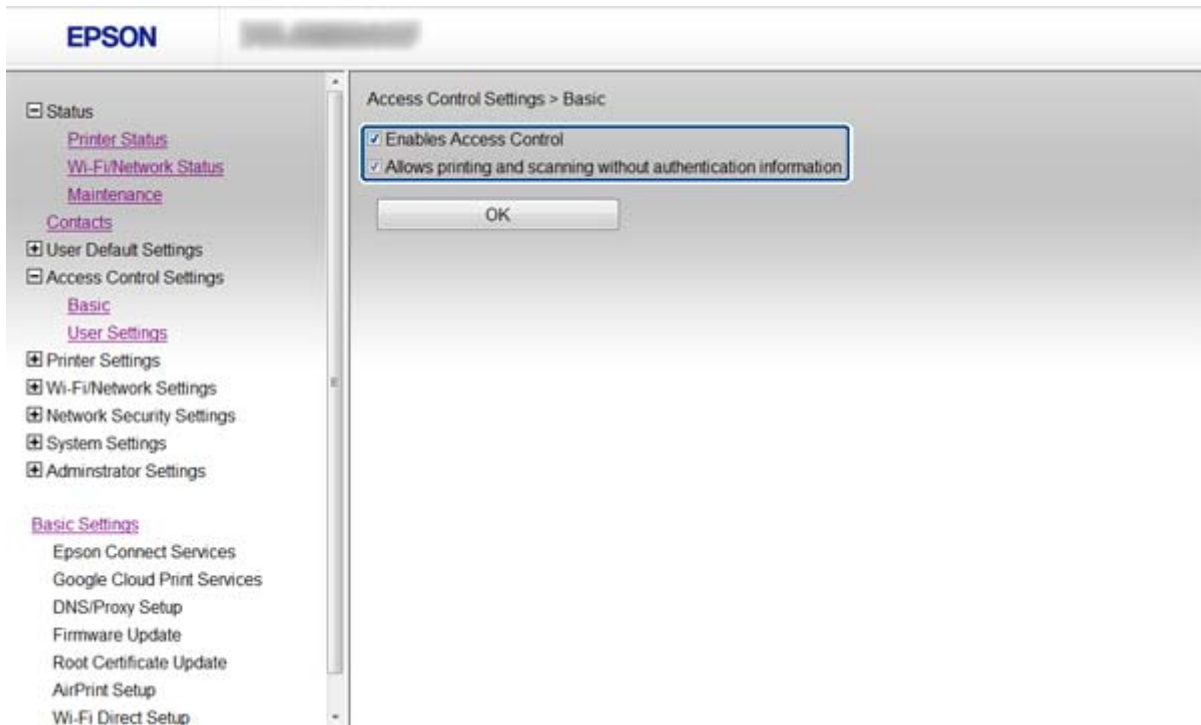 EPSON
Status
Printer Status
Wi-Fi/Network Status
Maintenance
Contacts
User Default Settings
Access Control Settings
Basic
User Settings
Printer Settings
Wi-Fi/Network Settings
Network Security Settings
System Settings
Adminstrator Settings
Basic Settings
Epson Connect Services
Google Cloud Print Services
DNS/Proxy Setup
Firmware Update
Root Certificate Update
AirPrint Setup
Wi-Fi Direct Setup
Access Control Settings > Basic
Enables Access Control
Allows printing and scanning without authentication information
OK